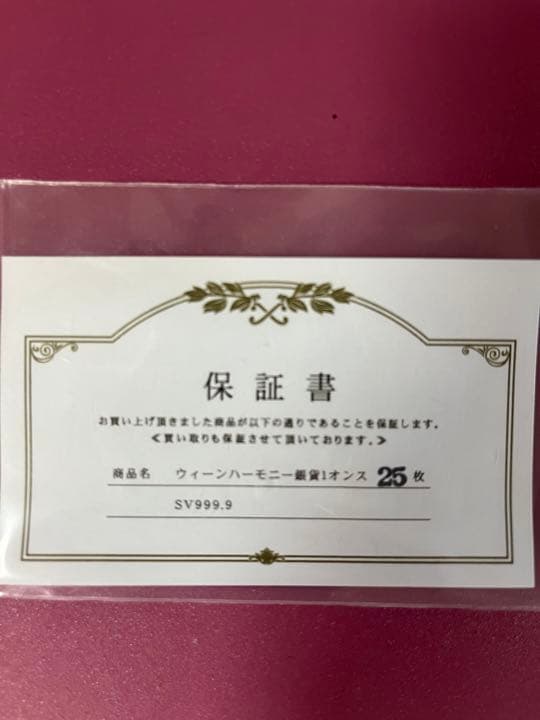 保証書
お買い上げ頂きました商品が以下の通りであることを保証します。
≪買い取りも保証させて頂いております。≫
商品名 ウィーンハーモニー銀貨1オンス 25枚
SV999.9